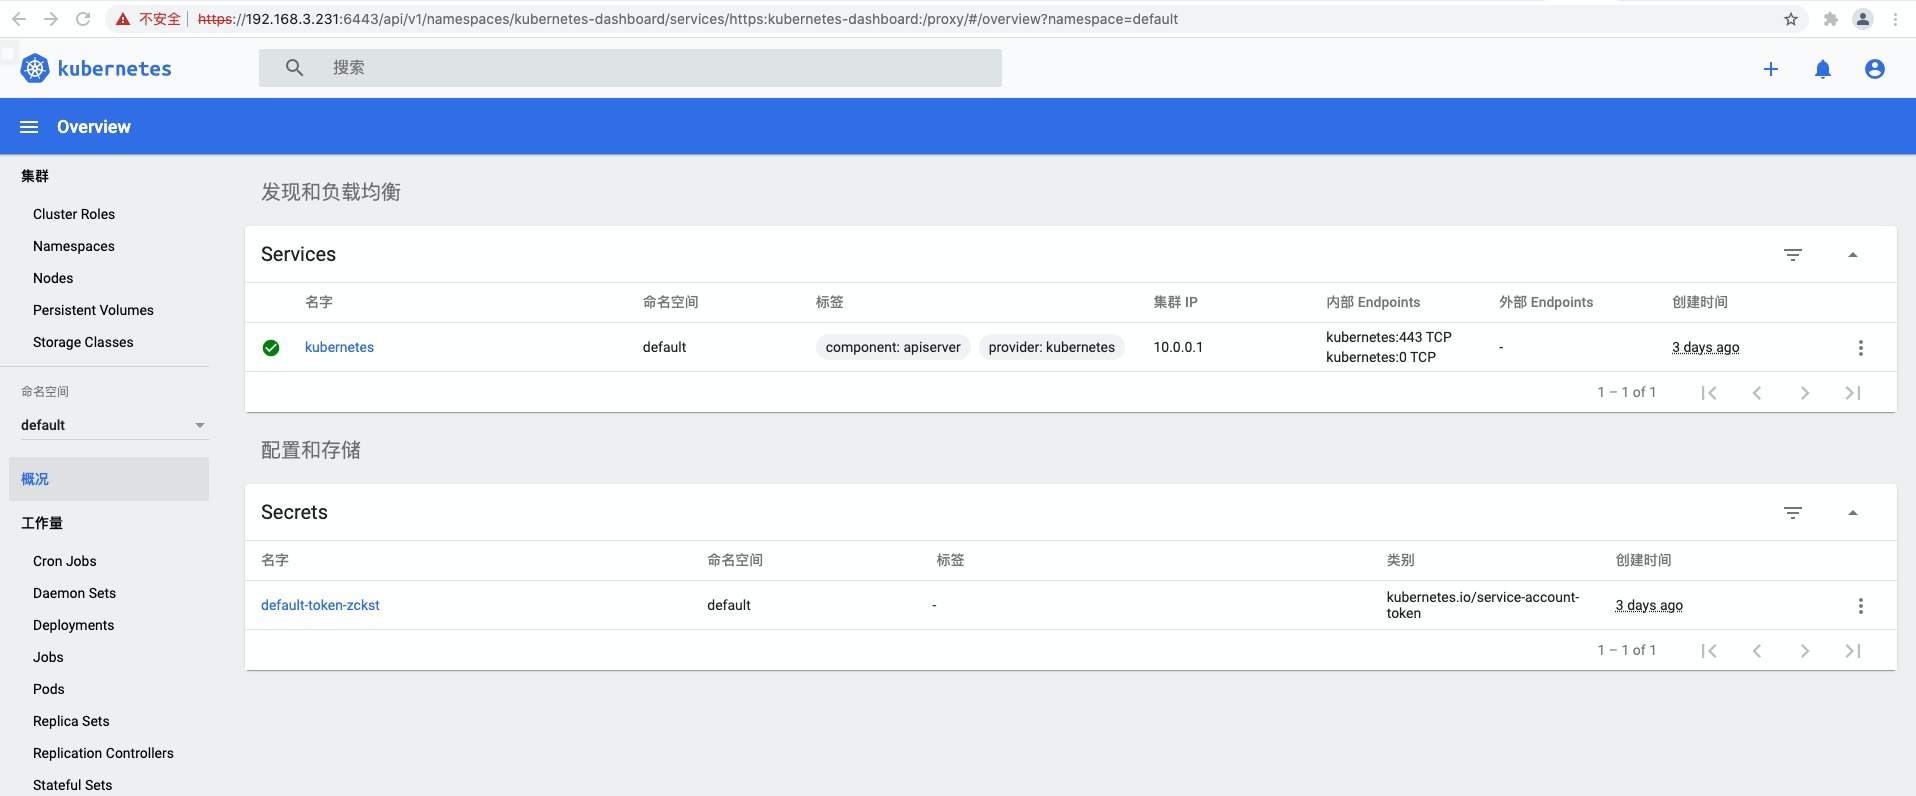 不安全 https://192.168.3.231:6443/api/v1/namespaces/kubernetes-dashboard/services/https:kubernetes-dashboard:/proxy/#/overview?namespace=default
kubernetes 搜索
Overview
集群
Cluster Roles
Namespaces
Nodes
Persistent Volumes
Storage Classes
命名空间
default
概况
工作量
Cron Jobs
Daemon Sets
Deployments
Jobs
Pods
Replica Sets
Replication Controllers
Stateful Sets
发现和负载均衡
Services
名字 命名空间 标签 集群 IP 内部 Endpoints 外部 Endpoints 创建时间
kubernetes default component: apiserver provider: kubernetes 10.0.0.1 kubernetes:443 TCP - 3 days ago
kubernetes:0 TCP
1 – 1 of 1
配置和存储
Secrets
名字 命名空间 标签 类别 创建时间
default-token-zckst default - kubernetes.io/service-account- 3 days ago
token
1 – 1 of 1